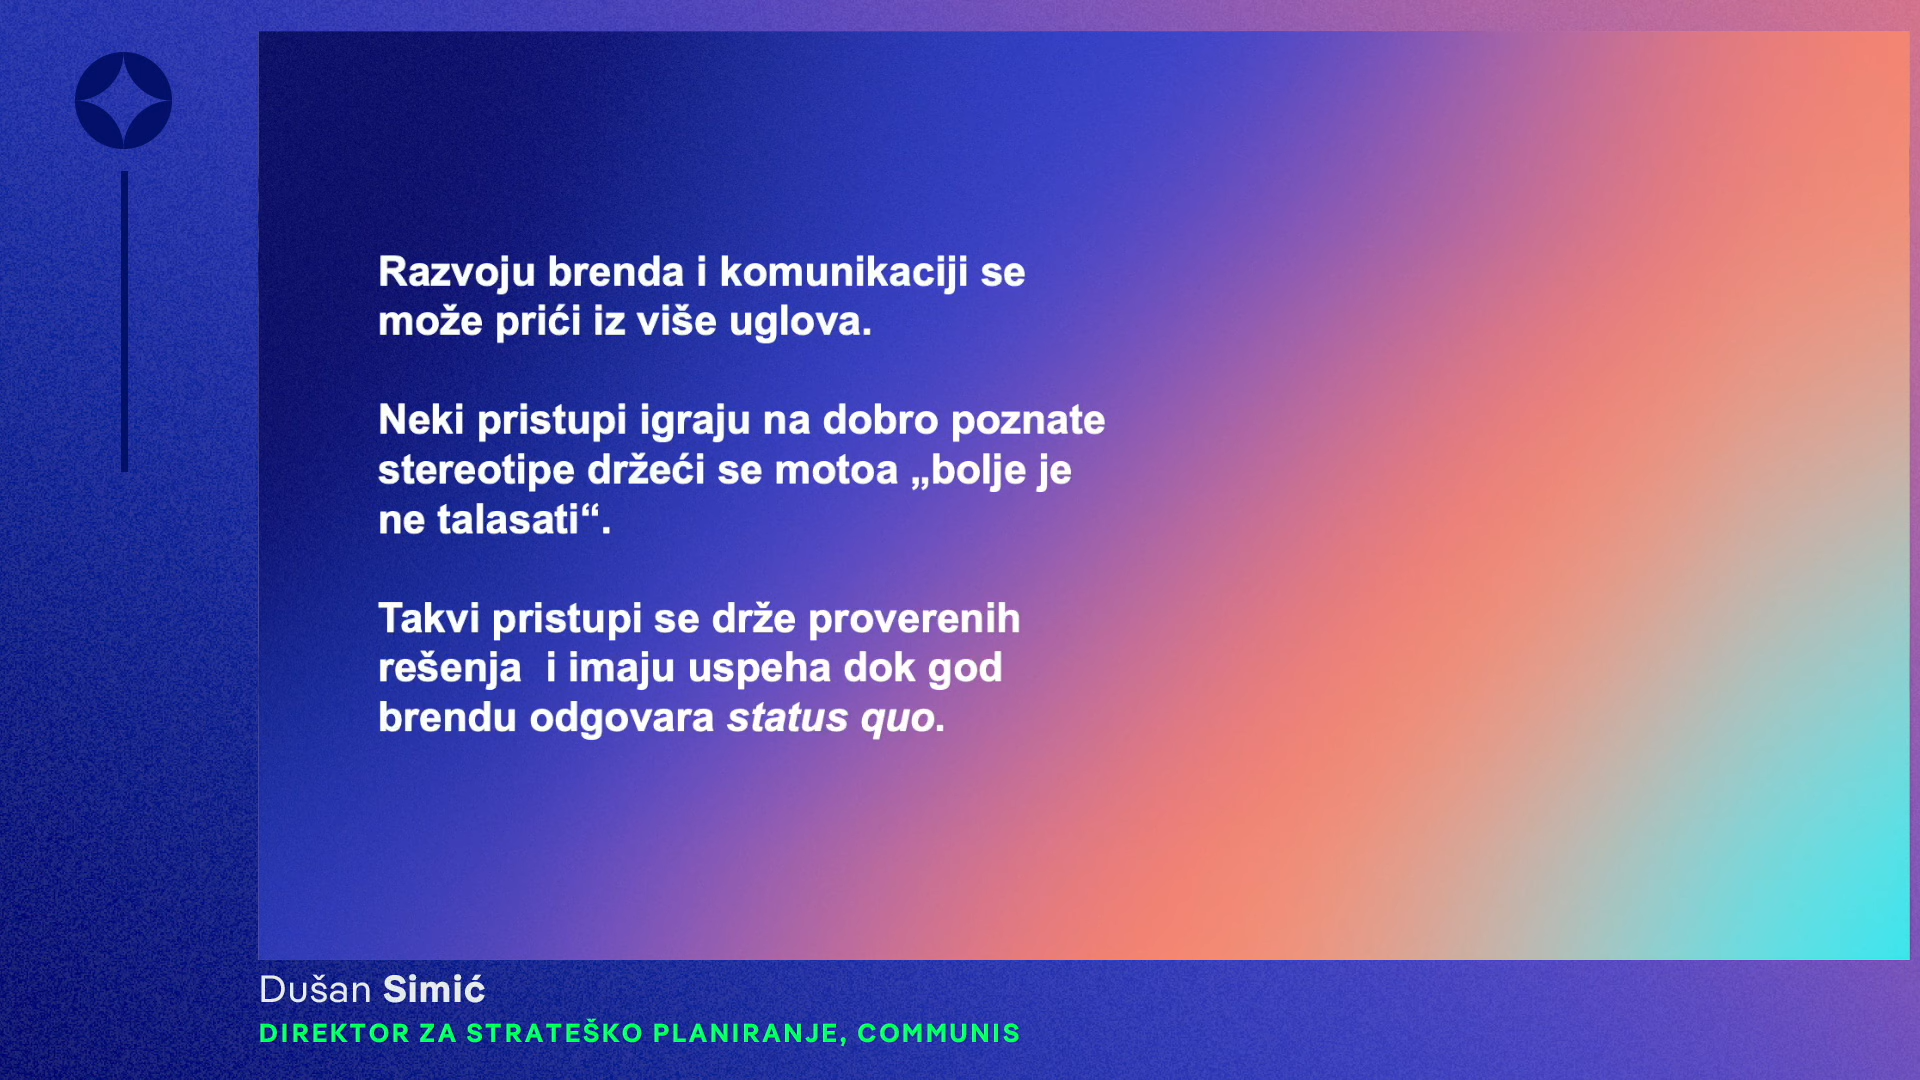 Razvoju brenda i komunikaciji se
može prići iz više uglova.
Neki pristupi igraju na dobro poznate
stereotipe držeći se motoa „bolje je
ne talasati“.
Takvi pristupi se drže proverenih
rešenja  i imaju uspeha dok god
brendu odgovara status quo.
Dušan Simić
DIREKTOR ZA STRATEŠKO PLANIRANJE, COMMUNIS